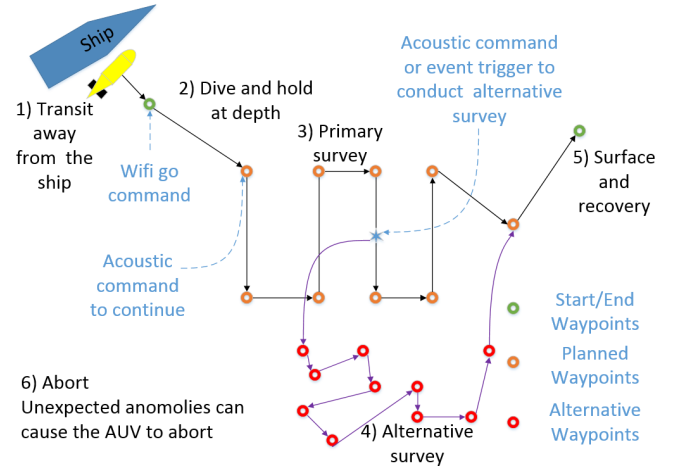 Ship
1) Transit
away
from the
ship
2) Dive and hold
at depth
Wifi go
command
Acoustic
command
to continue
3) Primary
survey
Acoustic command
or event trigger to
conduct alternative
survey
5) Surface
and
recovery
6) Abort
Unexpected anomolies can
cause the AUV to abort
4) Alternative
survey
Start/End
Waypoints
Planned
Waypoints
Alternative
Waypoints